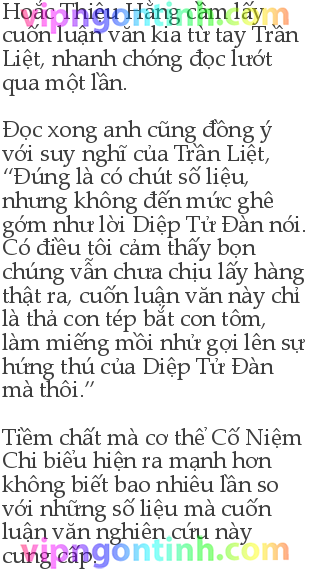 Hoắc Thiệu Hằng cầm lấy
vipngontinh.com
cuốn luận văn kia từ tay Trần
Liệt, nhanh chóng đọc lướt
qua một lần.
Đọc xong anh cũng đồng ý
với suy nghĩ của Trần Liệt,
“Đúng là có chút số liệu,
nhưng không đến mức ghê
gớm như lời Diệp Tử Đàn nói.
Có điều tôi cảm thấy bọn
chúng vẫn chưa chịu lấy hàng
thật ra, cuốn luận văn này chỉ
là thả con tép bắt con tôm,
làm miếng mồi nhử gọi lên sự
hứng thú của Diệp Tử Đàn
mà thôi.”
Tiềm chất mà cơ thể Cố Niệm
Chi biểu hiện ra mạnh hơn
không biết bao nhiêu lần so
với những số liệu mà cuốn
luận văn nghiên cứu này
cung cấp.
vipngontinh.com